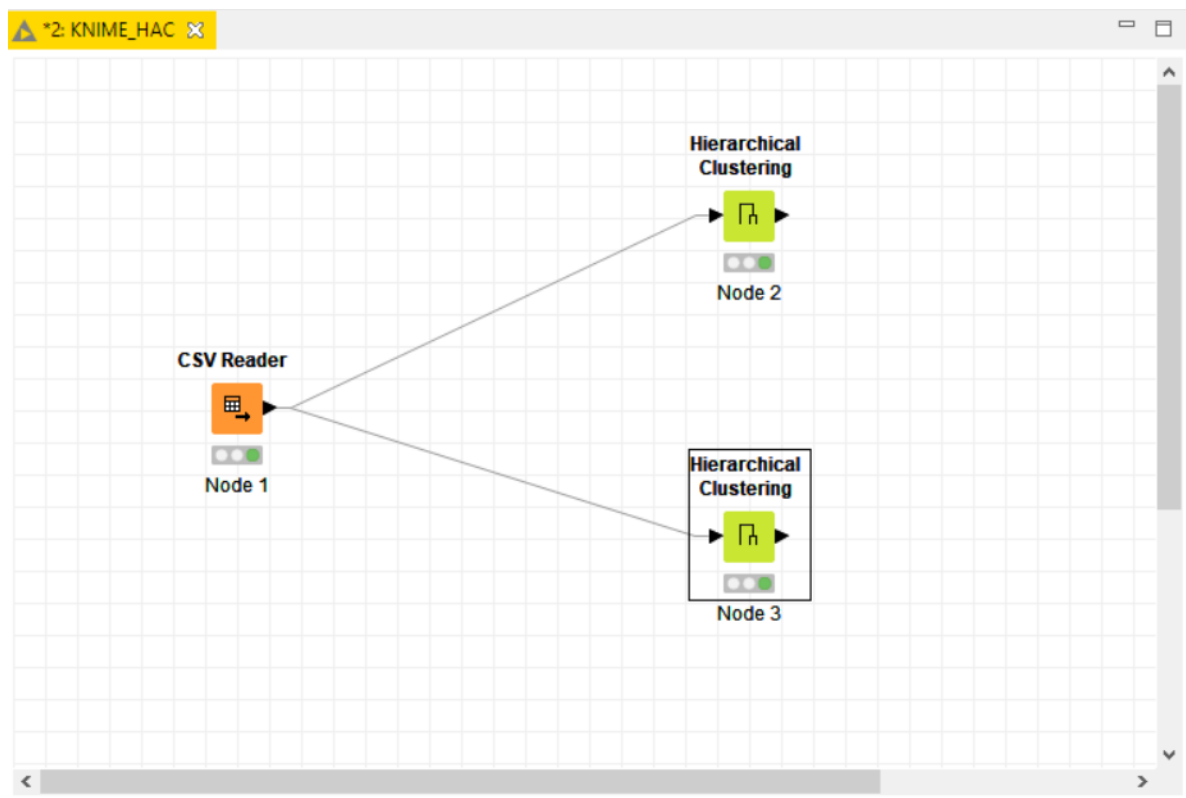 *2: KNIME_HAC
Hierarchical
Clustering
Node 2
CSV Reader
Node 1
Hierarchical
Clustering
Node 3